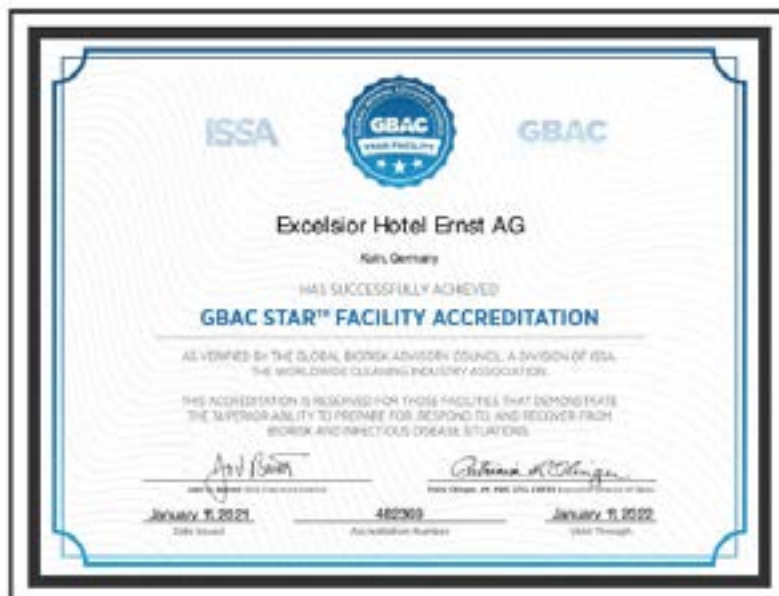 ISSA
GBAC
STAR FACILITY
GBAC
Excelsior Hotel Ernst AG
Koln, Germany
HAS SUCCESSFULLY ACHIEVED
GBAC STAR™ FACILITY ACCREDITATION
AS VERIFIED BY THE GLOBAL BIORISK ADVISORY COUNCIL, A DIVISION OF ISSA,
THE WORLDWIDE CLEANING INDUSTRY ASSOCIATION.
THIS ACCREDITATION IS RESERVED FOR THOSE FACILITIES THAT DEMONSTRATE
THE SUPERIOR ABILITY TO PREPARE FOR, RESPOND TO, AND RECOVER FROM
BIORISK AND INFECTIOUS DISEASE SITUATIONS
January 11, 2021 January 11, 2022
Date Issued Accreditation Number Valid Through